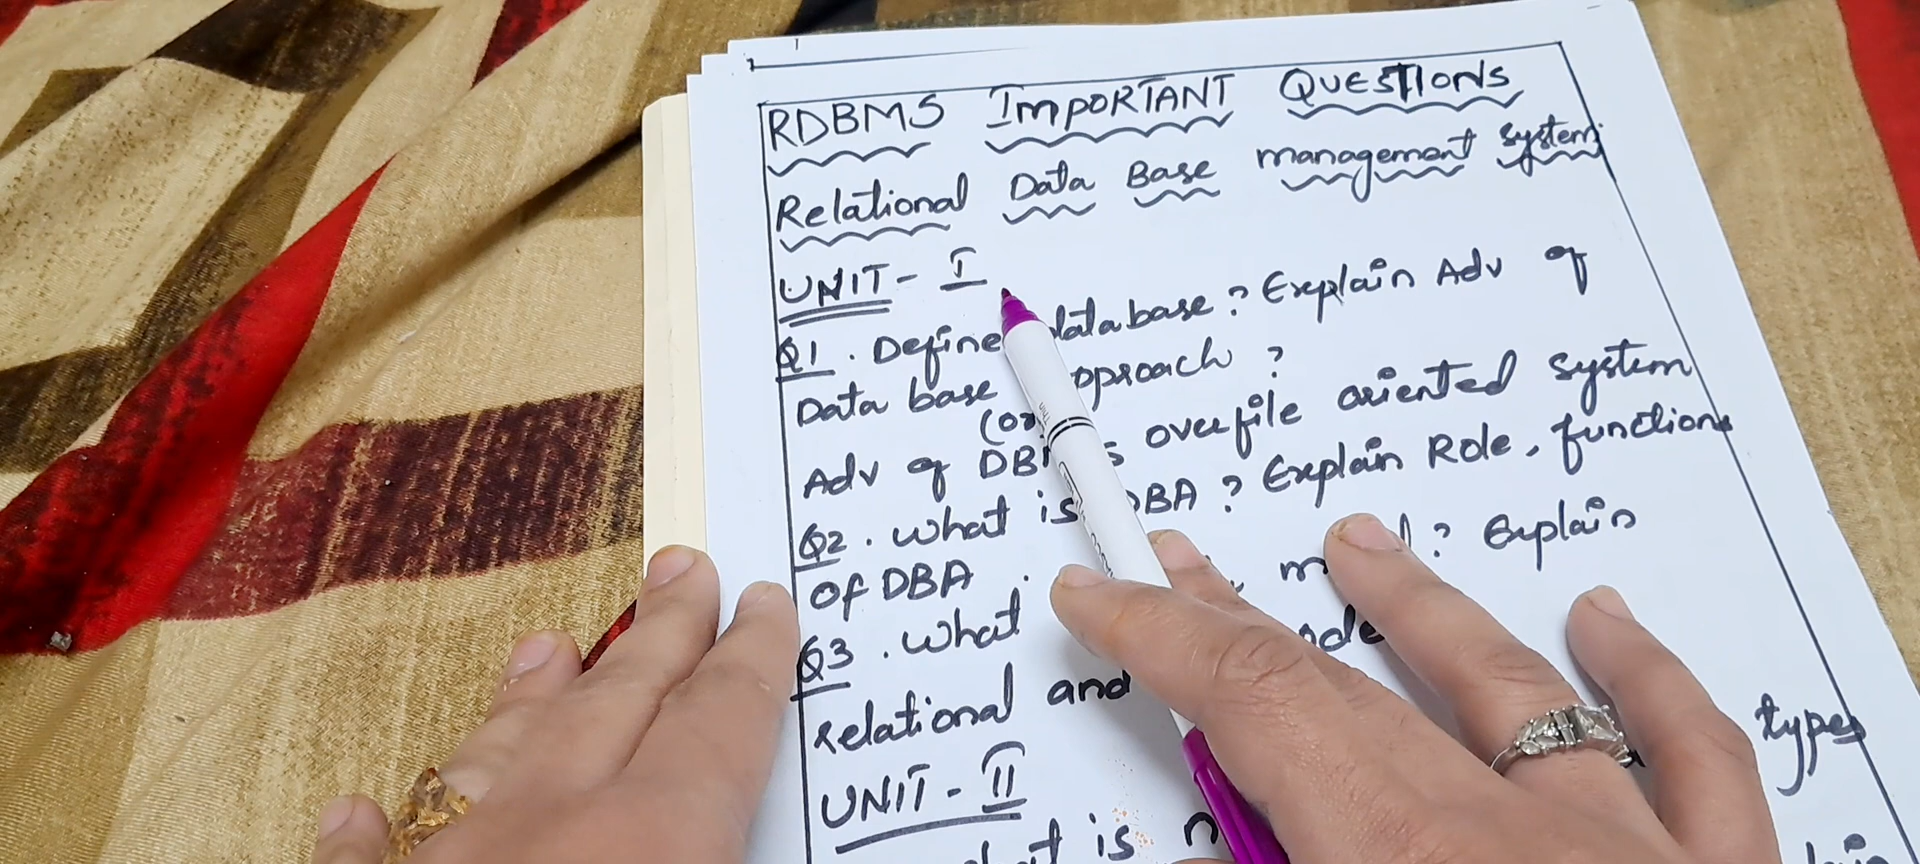 RDBMS IMPORTANT QUESTIONS
Relational Data Base management system
UNIT - I
Q1. Define database? Explain Adv of
Data base approach?
(or)
Adv of DBMS over file oriented system
Q2. What is DBA? Explain Role, functions
of DBA.
Q3. What ? Explain
relational and
UNIT - II
types
is